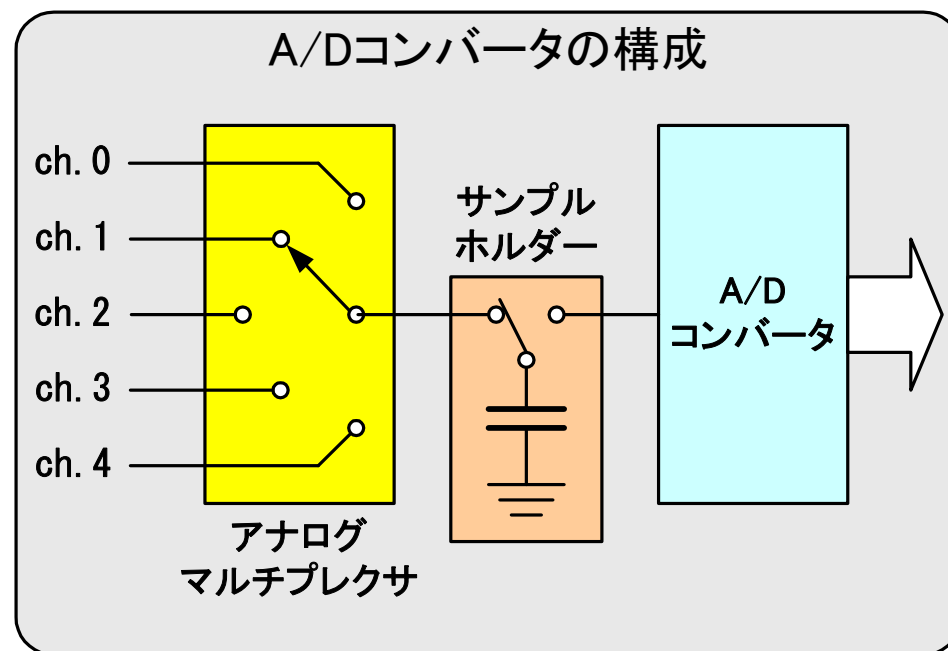 A/Dコンバータの構成
ch. 0
ch. 1
ch. 2
ch. 3
ch. 4
アナログ
マルチプレクサ
サンプル
ホルダー
A/D
コンバータ